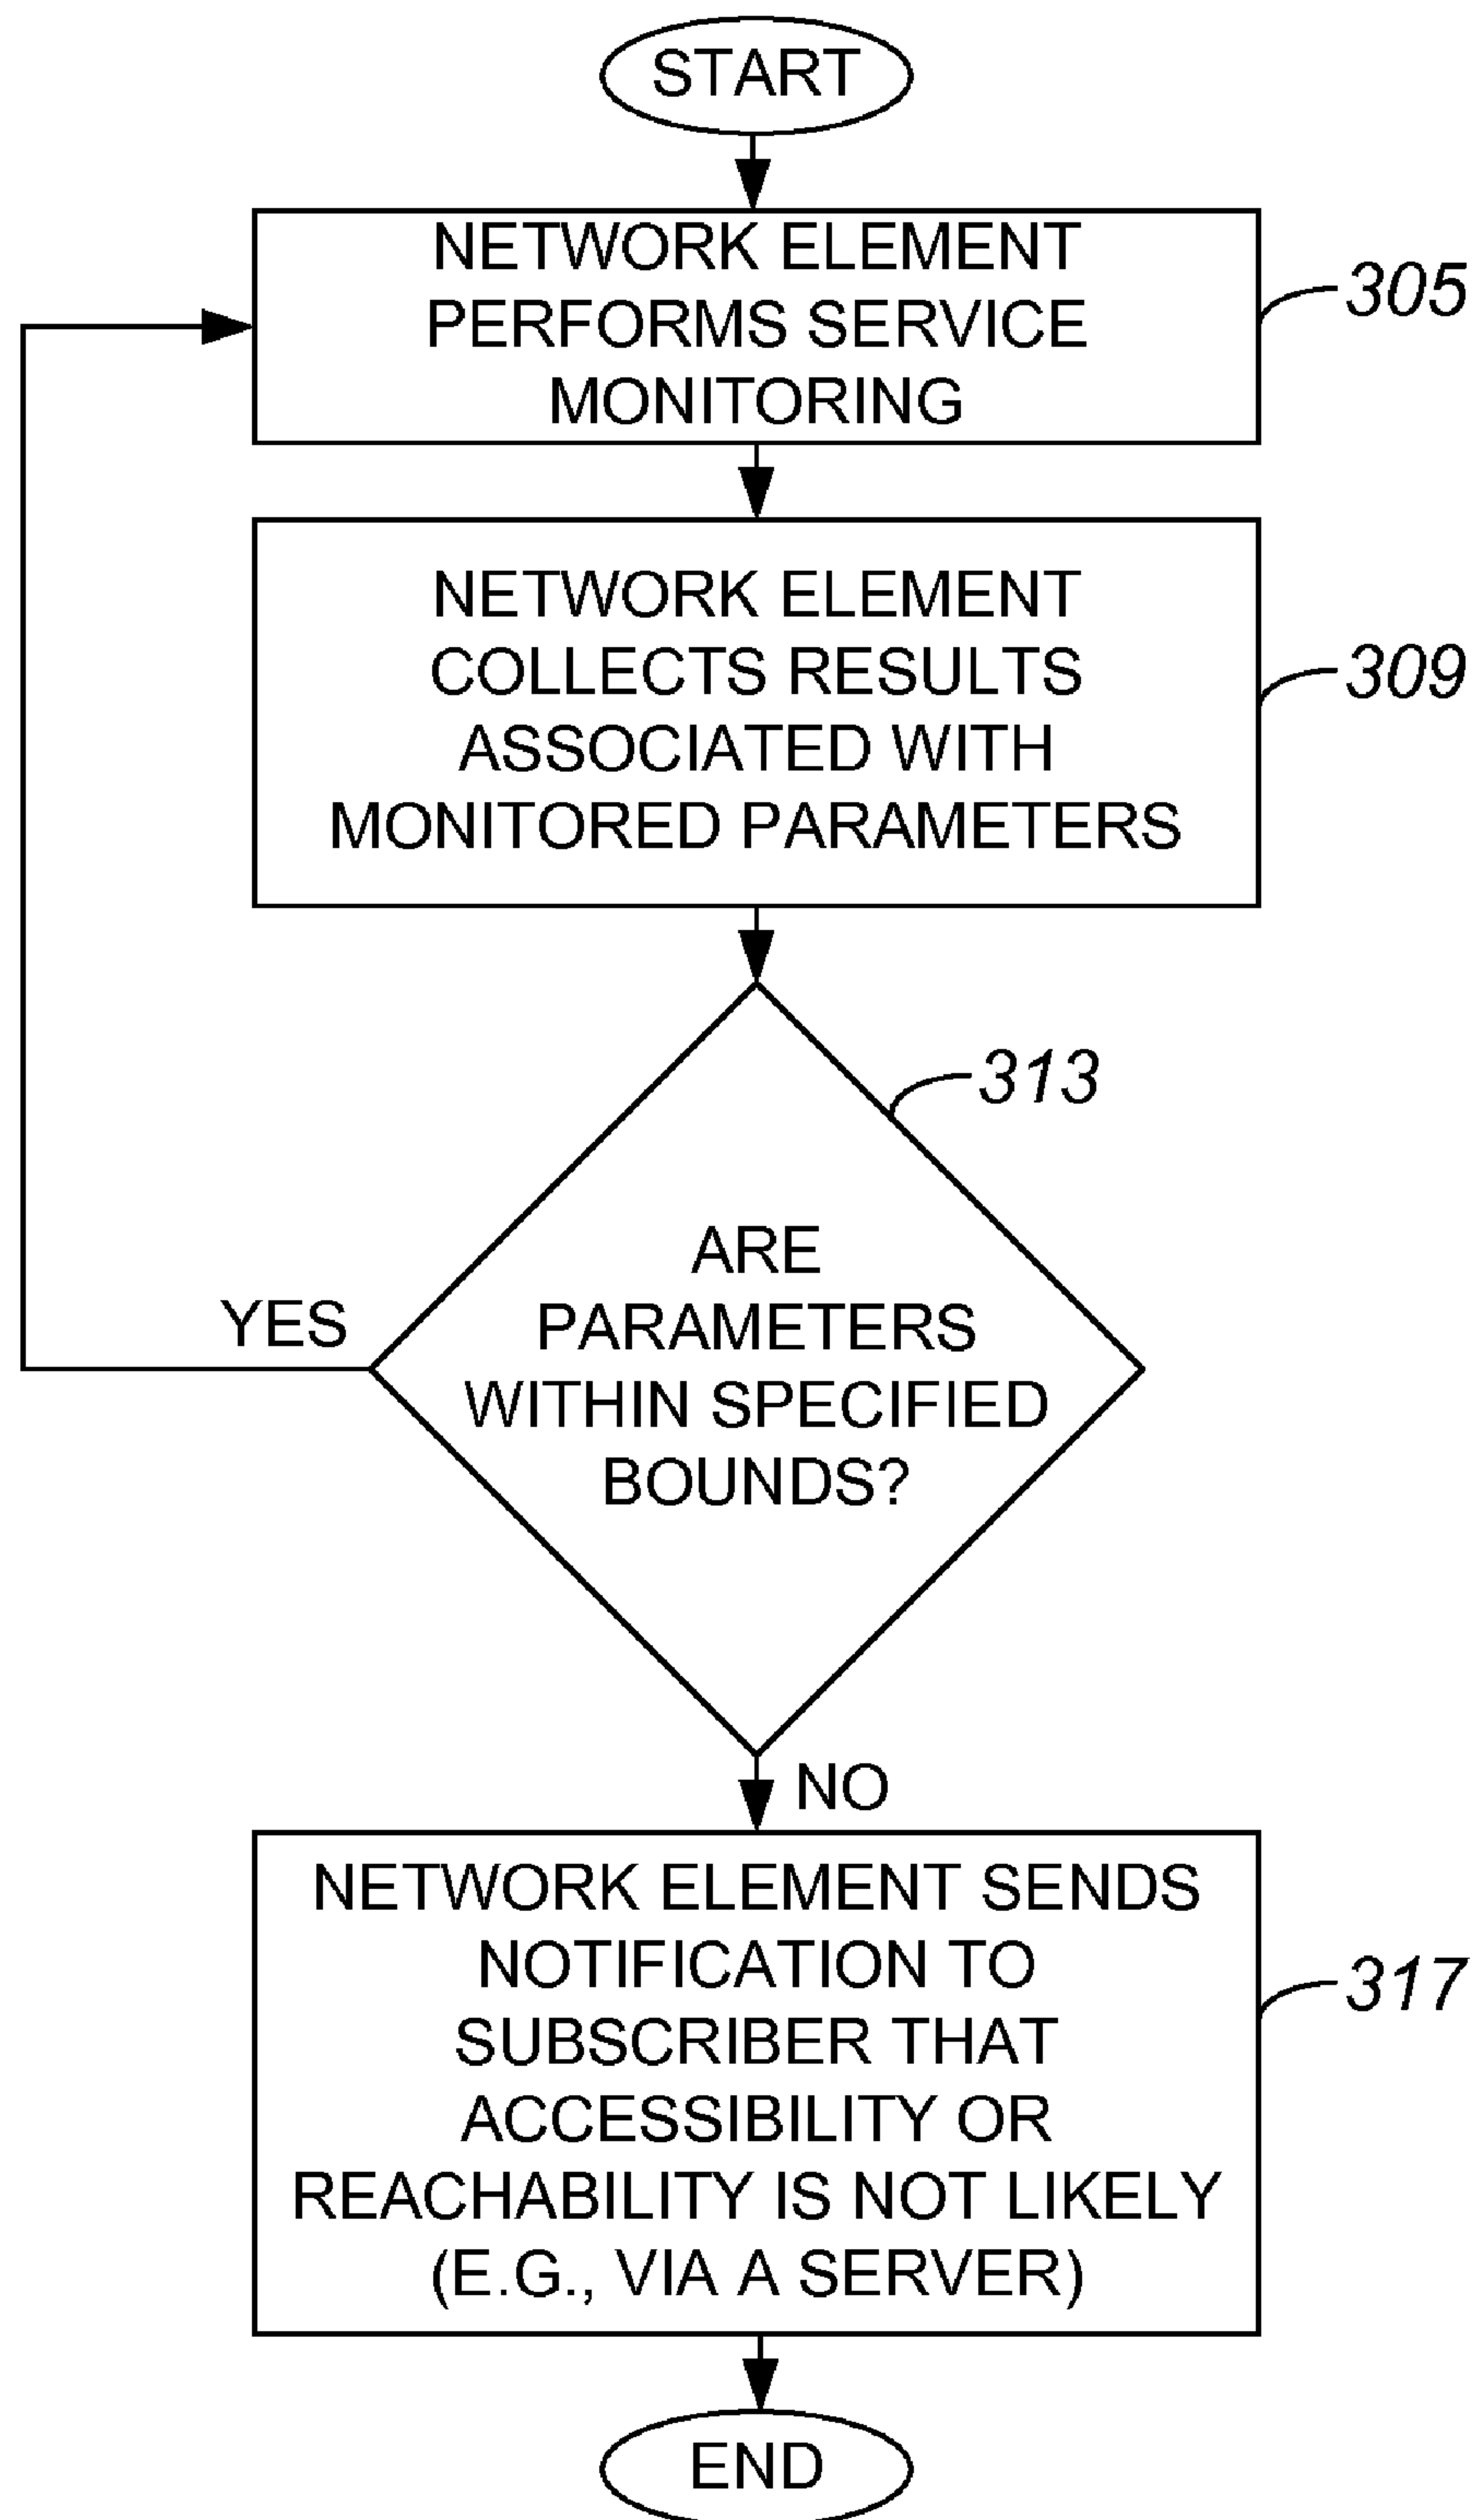 START
NETWORK ELEMENT
PERFORMS SERVICE
MONITORING
305
NETWORK ELEMENT
COLLECTS RESULTS
ASSOCIATED WITH
MONITORED PARAMETERS
309
313
ARE
PARAMETERS
WITHIN SPECIFIED
BOUNDS?
YES
NO
NETWORK ELEMENT SENDS
NOTIFICATION TO
SUBSCRIBER THAT
ACCESSIBILITY OR
REACHABILITY IS NOT LIKELY
(E.G., VIA A SERVER)
317
END